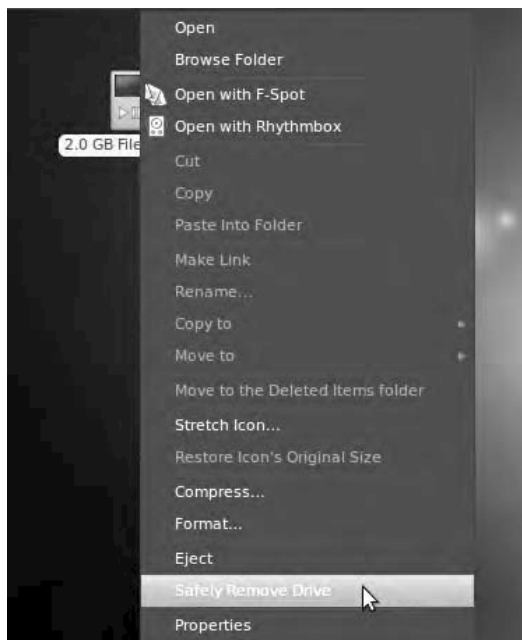 Open
Browse Folder
Open with F-Spot
Open with Rhythmbox
2.0 GB File
Cut
Copy
Paste Into Folder
Make Link
Rename...
Copy to
Move to
Move to the Deleted Items folder
Stretch Icon...
Restore Icon's Original Size
Compress...
Format...
Eject
Safely Remove Drive
Properties